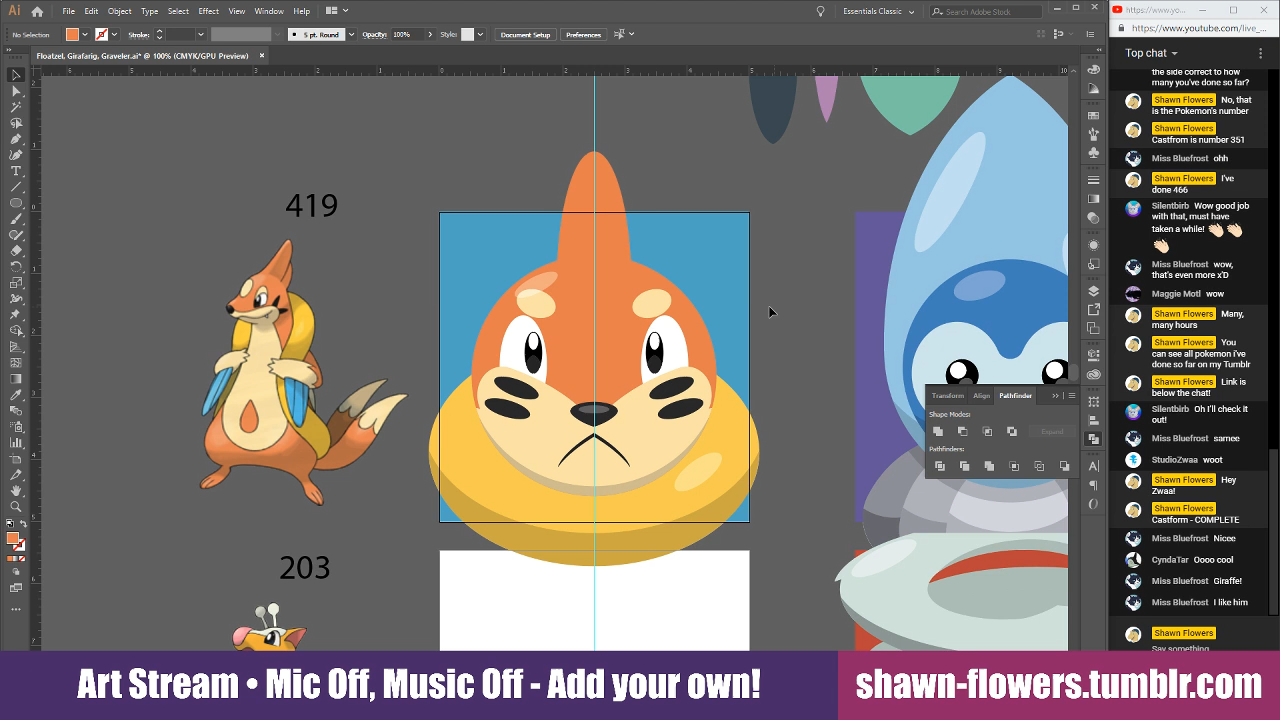 Ai
File Edit Object Type Select Effect View Window Help
Essentials Classic
Search Adobe Stock
No Selection
Stroke:
5 pt. Round
Opacity: 100%
Style:
Document Setup
Preferences
Floatzel, Girafarig, Graveler.ai* @ 100% (CMYK/GPU Preview)
419
203
Transform Align Pathfinder
Shape Modes:
Expand
Pathfinders:
https://www.yo...
https://www.youtube.com/live_...
Top chat
the side correct to how
many you've done so far?
Shawn Flowers No, that
is the Pokemon's number
Shawn Flowers
Castfrom is number 351
Miss Bluefrost ohh
Shawn Flowers I've
done 466
Silentbirb Wow good job
with that, must have
taken a while!
Miss Bluefrost wow,
that's even more x'D
Maggie Motl wow
Shawn Flowers Many,
many hours
Shawn Flowers You
can see all pokemon i've
done so far on my Tumblr
Shawn Flowers Link is
below the chat!
Silentbirb Oh I'll check it
out!
Miss Bluefrost samee
StudioZwaa woot
Shawn Flowers Hey
Zwaa!
Shawn Flowers
Castform - COMPLETE
Miss Bluefrost Nicee
CyndaTar Oooo cool
Miss Bluefrost Giraffe!
Miss Bluefrost I like him
Shawn Flowers
Say something...
Art Stream • Mic Off, Music Off - Add your own!
shawn-flowers.tumblr.com